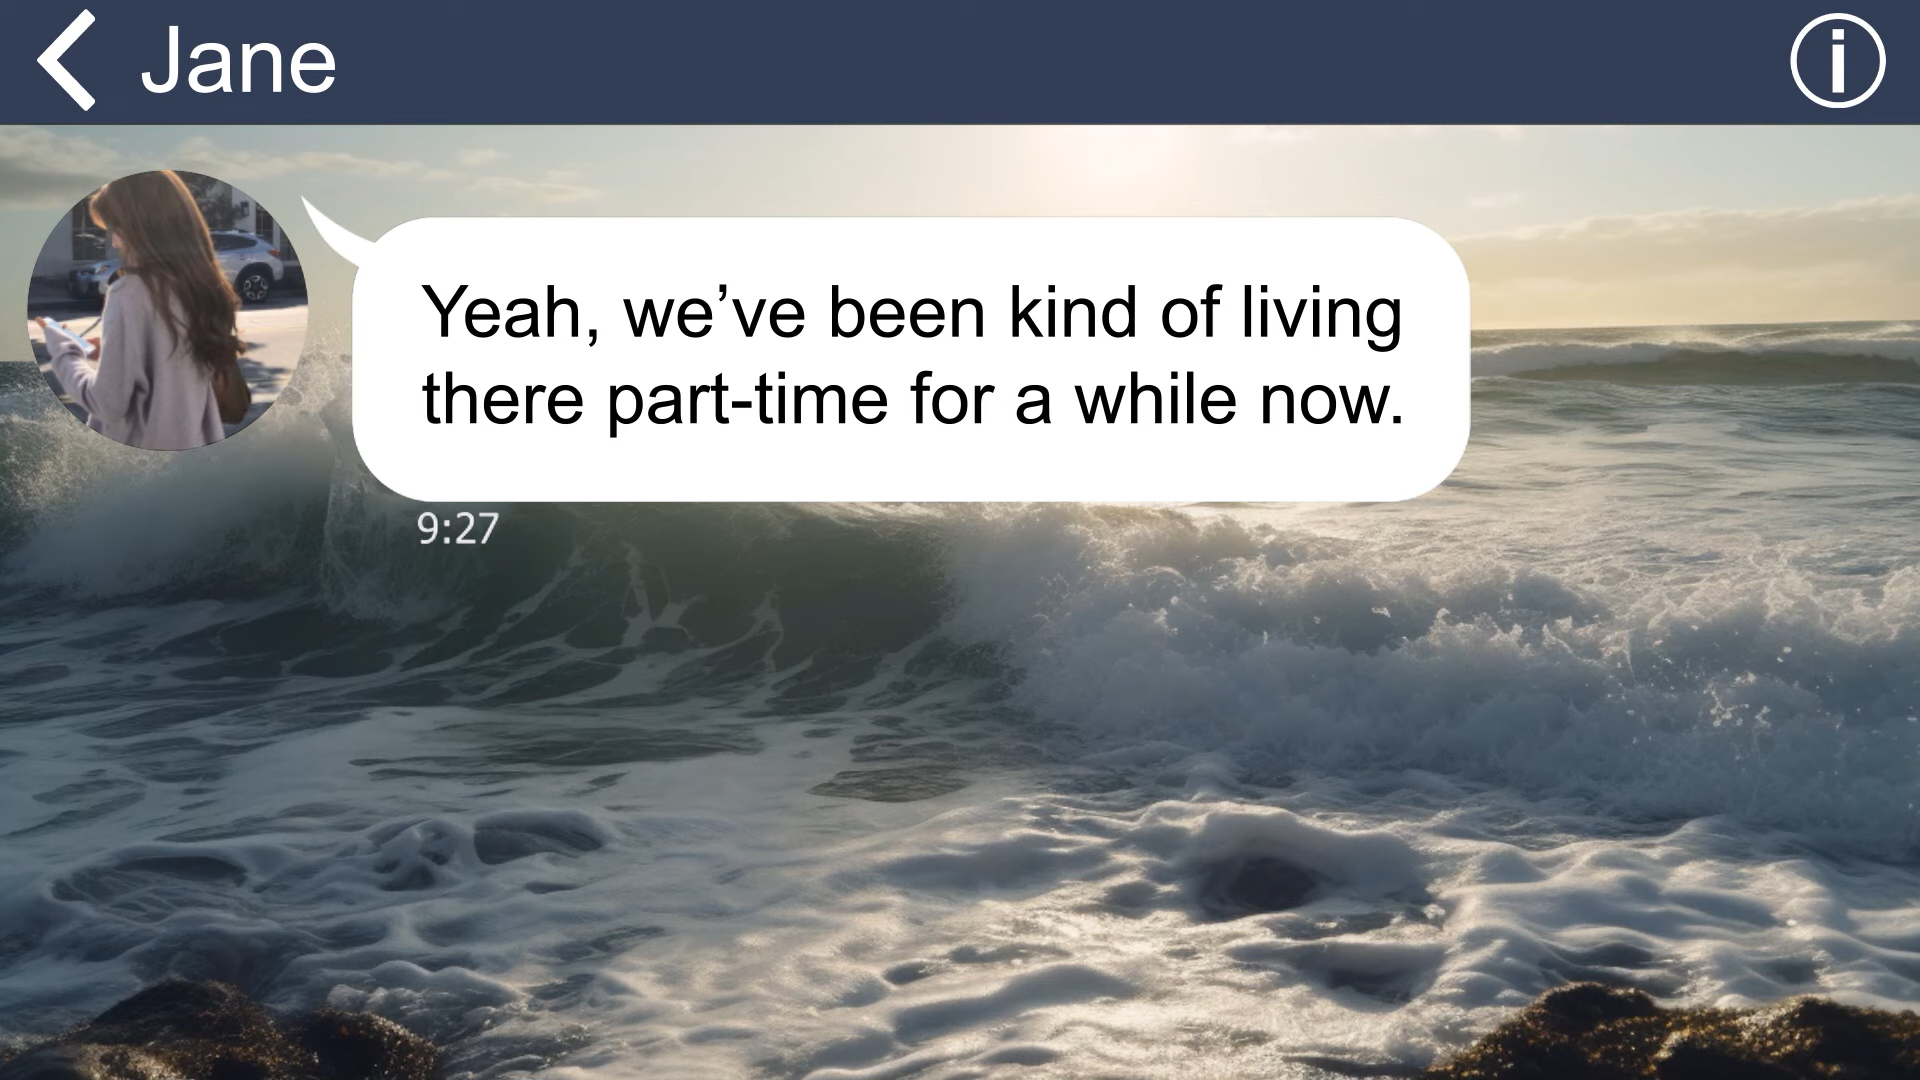 Jane
Yeah, we’ve been kind of living
there part-time for a while now.
9:27